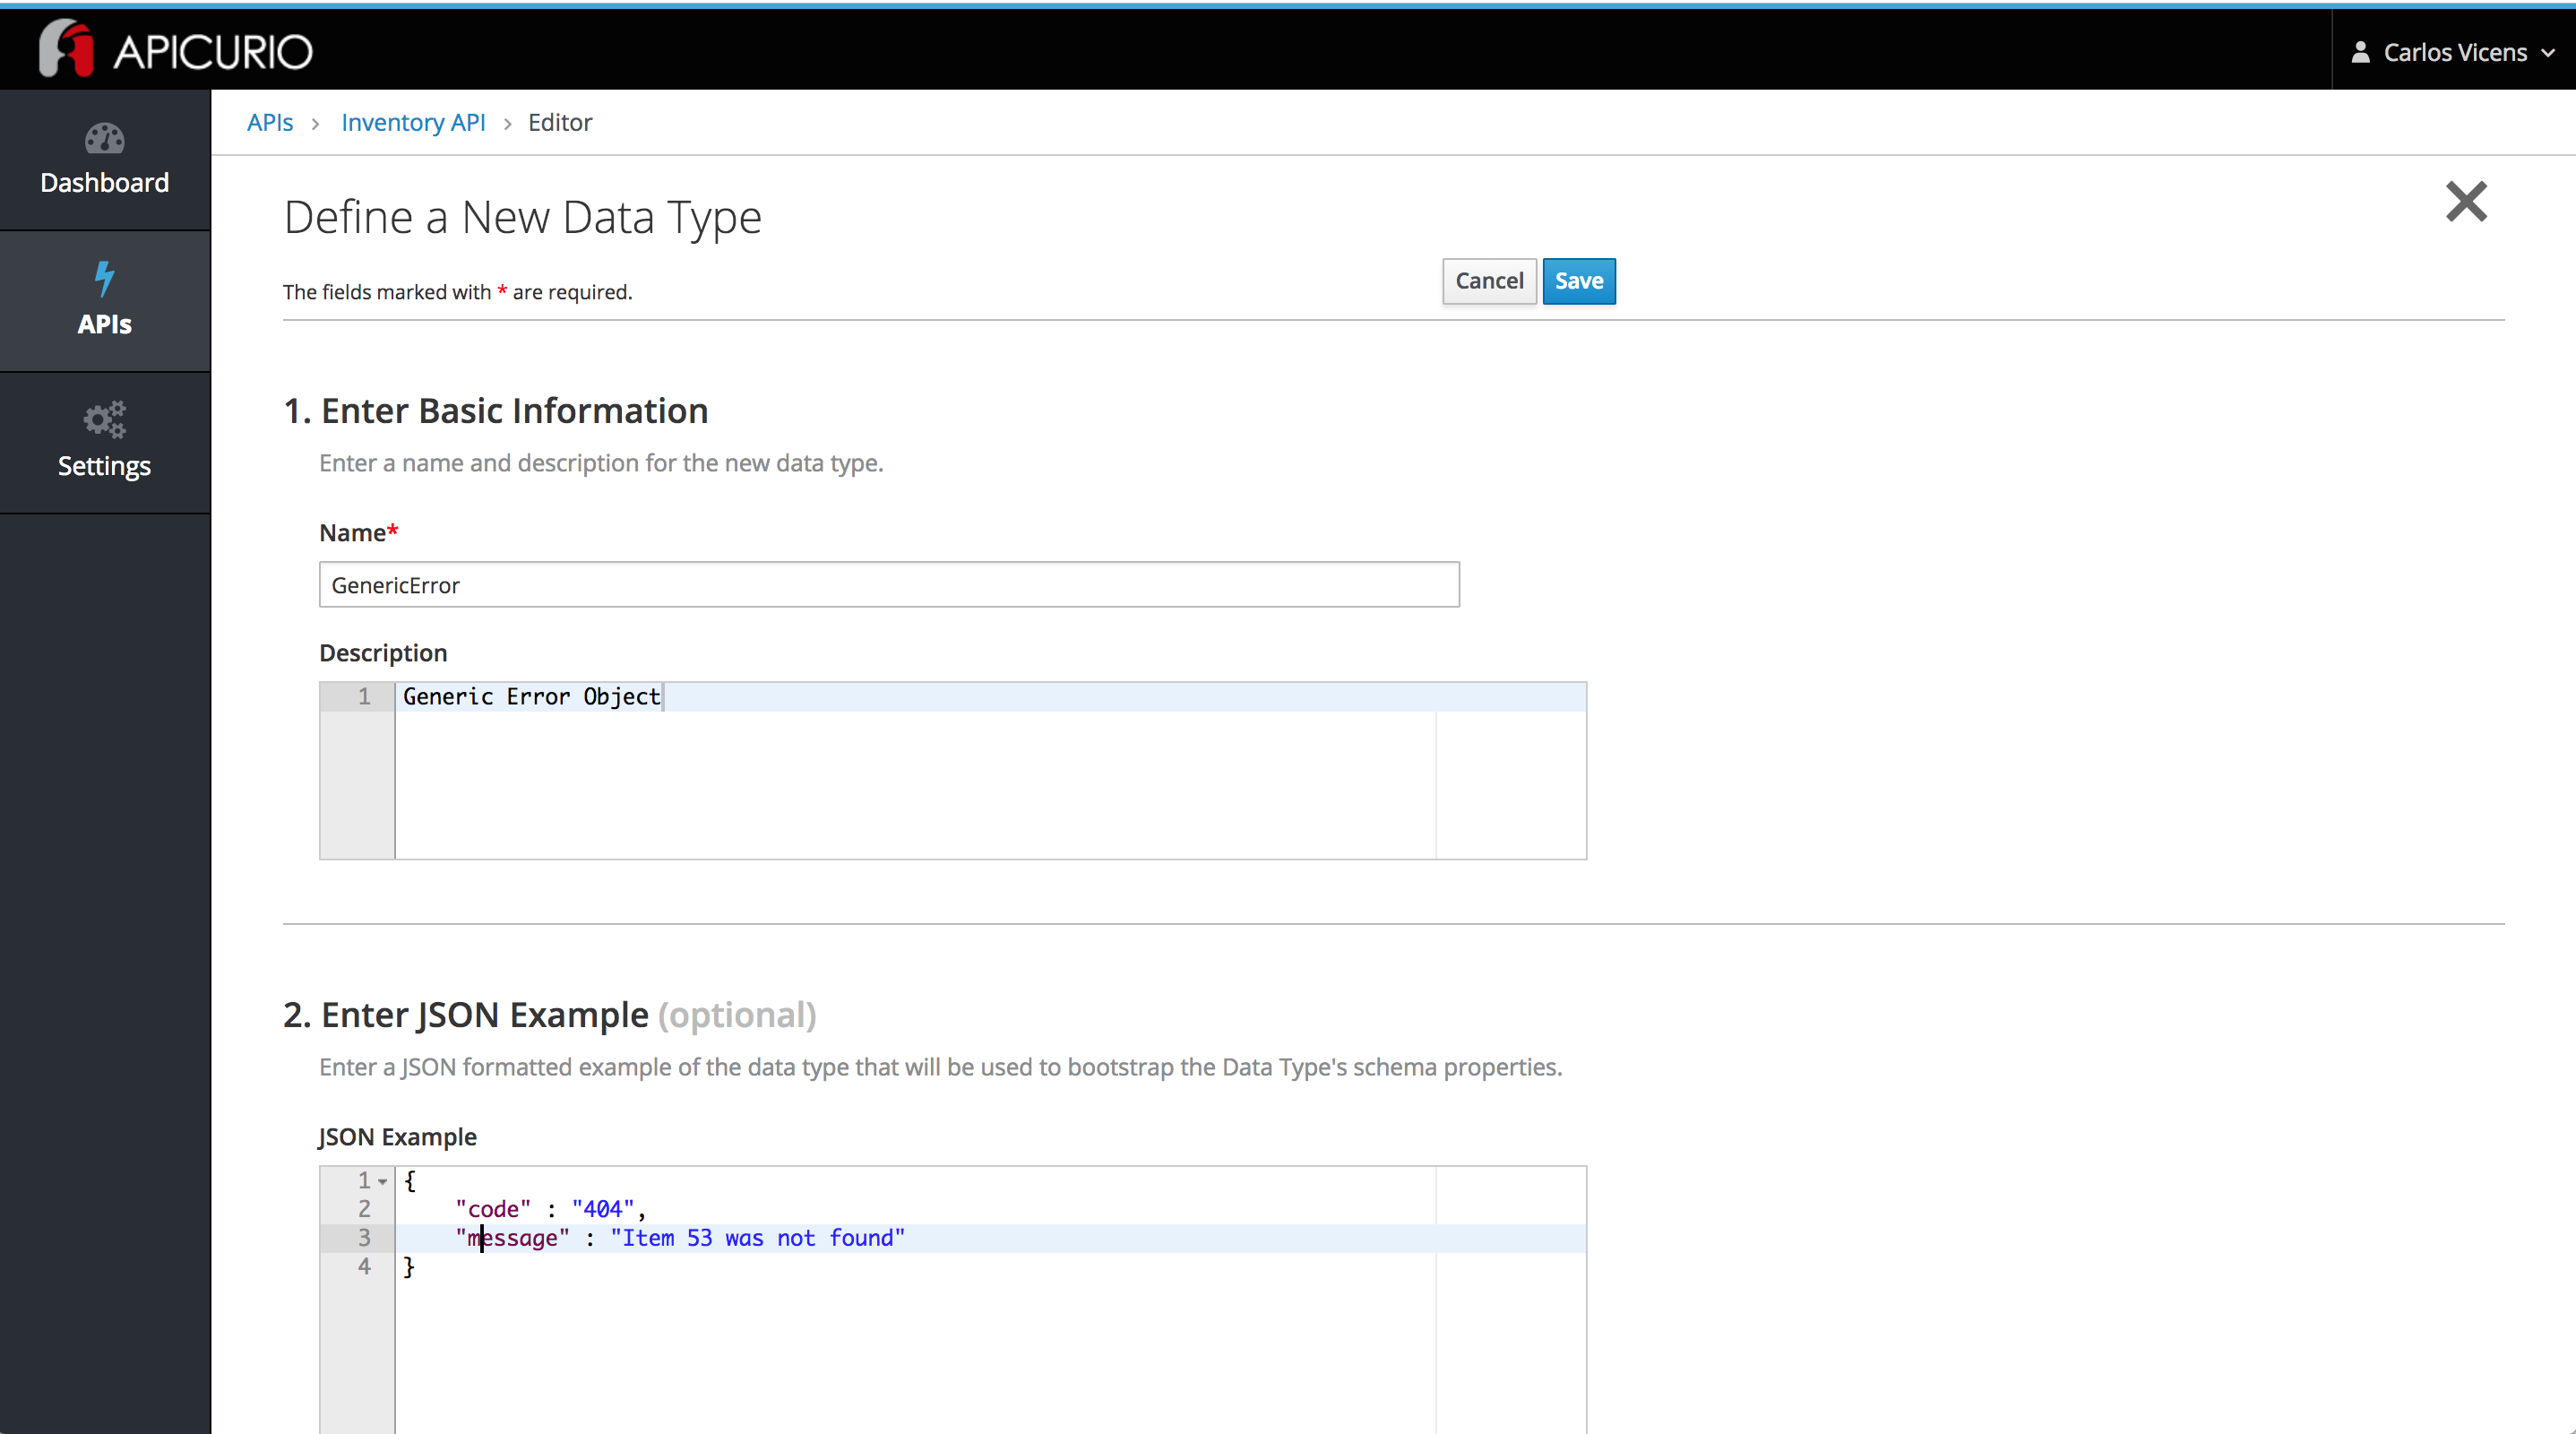 APICURIO
Carlos Vicens
Dashboard
APIs
Settings
APIs > Inventory API > Editor
Define a New Data Type
The fields marked with * are required.
Cancel Save
1. Enter Basic Information
Enter a name and description for the new data type.
Name*
GenericError
Description
1 Generic Error Object
2. Enter JSON Example (optional)
Enter a JSON formatted example of the data type that will be used to bootstrap the Data Type's schema properties.
JSON Example
1 {
2 "code" : "404",
3 "message" : "Item 53 was not found"
4 }